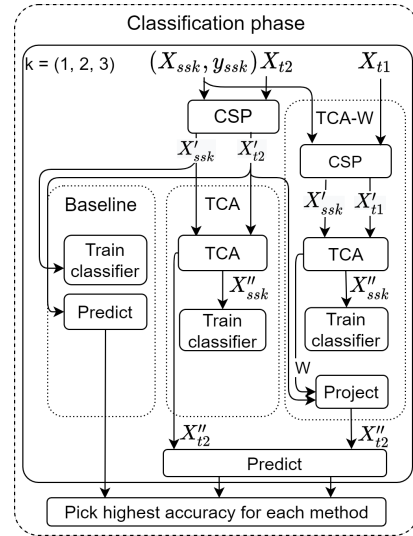 Classification phase
k = (1, 2, 3)
(X_ssk, y_ssk) X_t2
X_t1
CSP
TCA-W
CSP
X'_ssk
X'_t2
X'_ssk
X'_t1
Baseline
TCA
Train
classifier
TCA
TCA
X''_ssk
X''_ssk
Predict
Train
classifier
Train
classifier
W
Project
X''_t2
X''_t2
Predict
Pick highest accuracy for each method